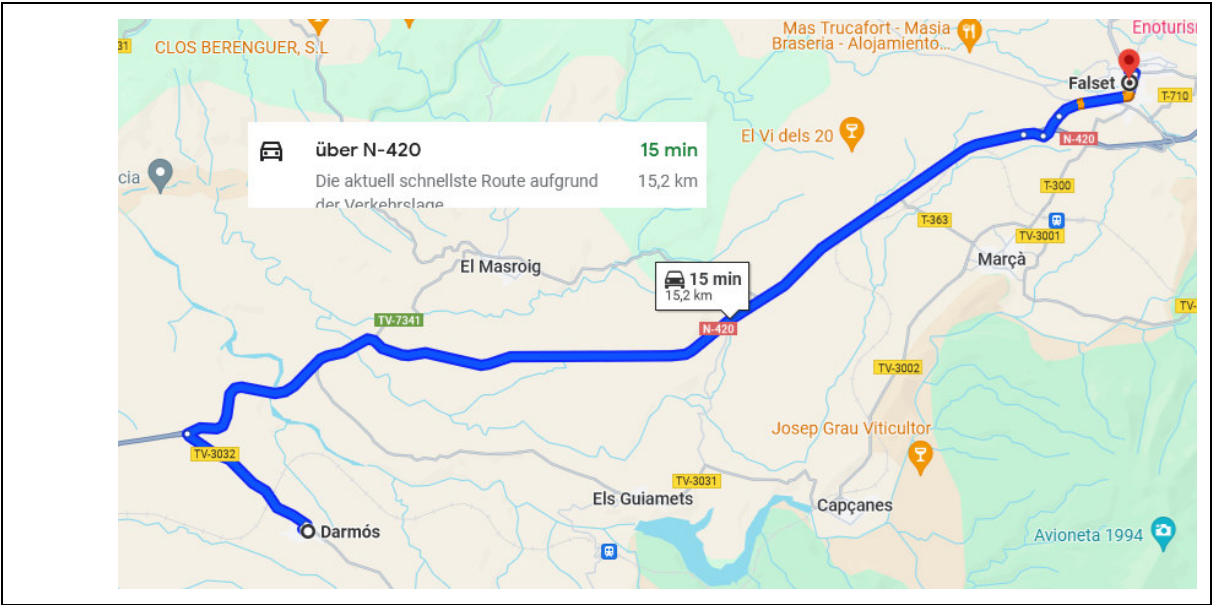 Mas Trucafort - Masia
Braseria - Alojamiento...
Enoturis
31
CLOS BERENGUER, S.L
Falset
T-710
El Vi dels 20
N-420
über N-420
15 min
Die aktuell schnellste Route aufgrund
15,2 km
der Verkehrslage
cia
T-300
T-363
TV-3001
Marçà
El Masroig
15 min
15,2 km
TV-
TV-7341
N-420
TV-3002
Josep Grau Viticultor
TV-3032
TV-3031
Els Guiamets
Capçanes
Darmós
Avioneta 1994